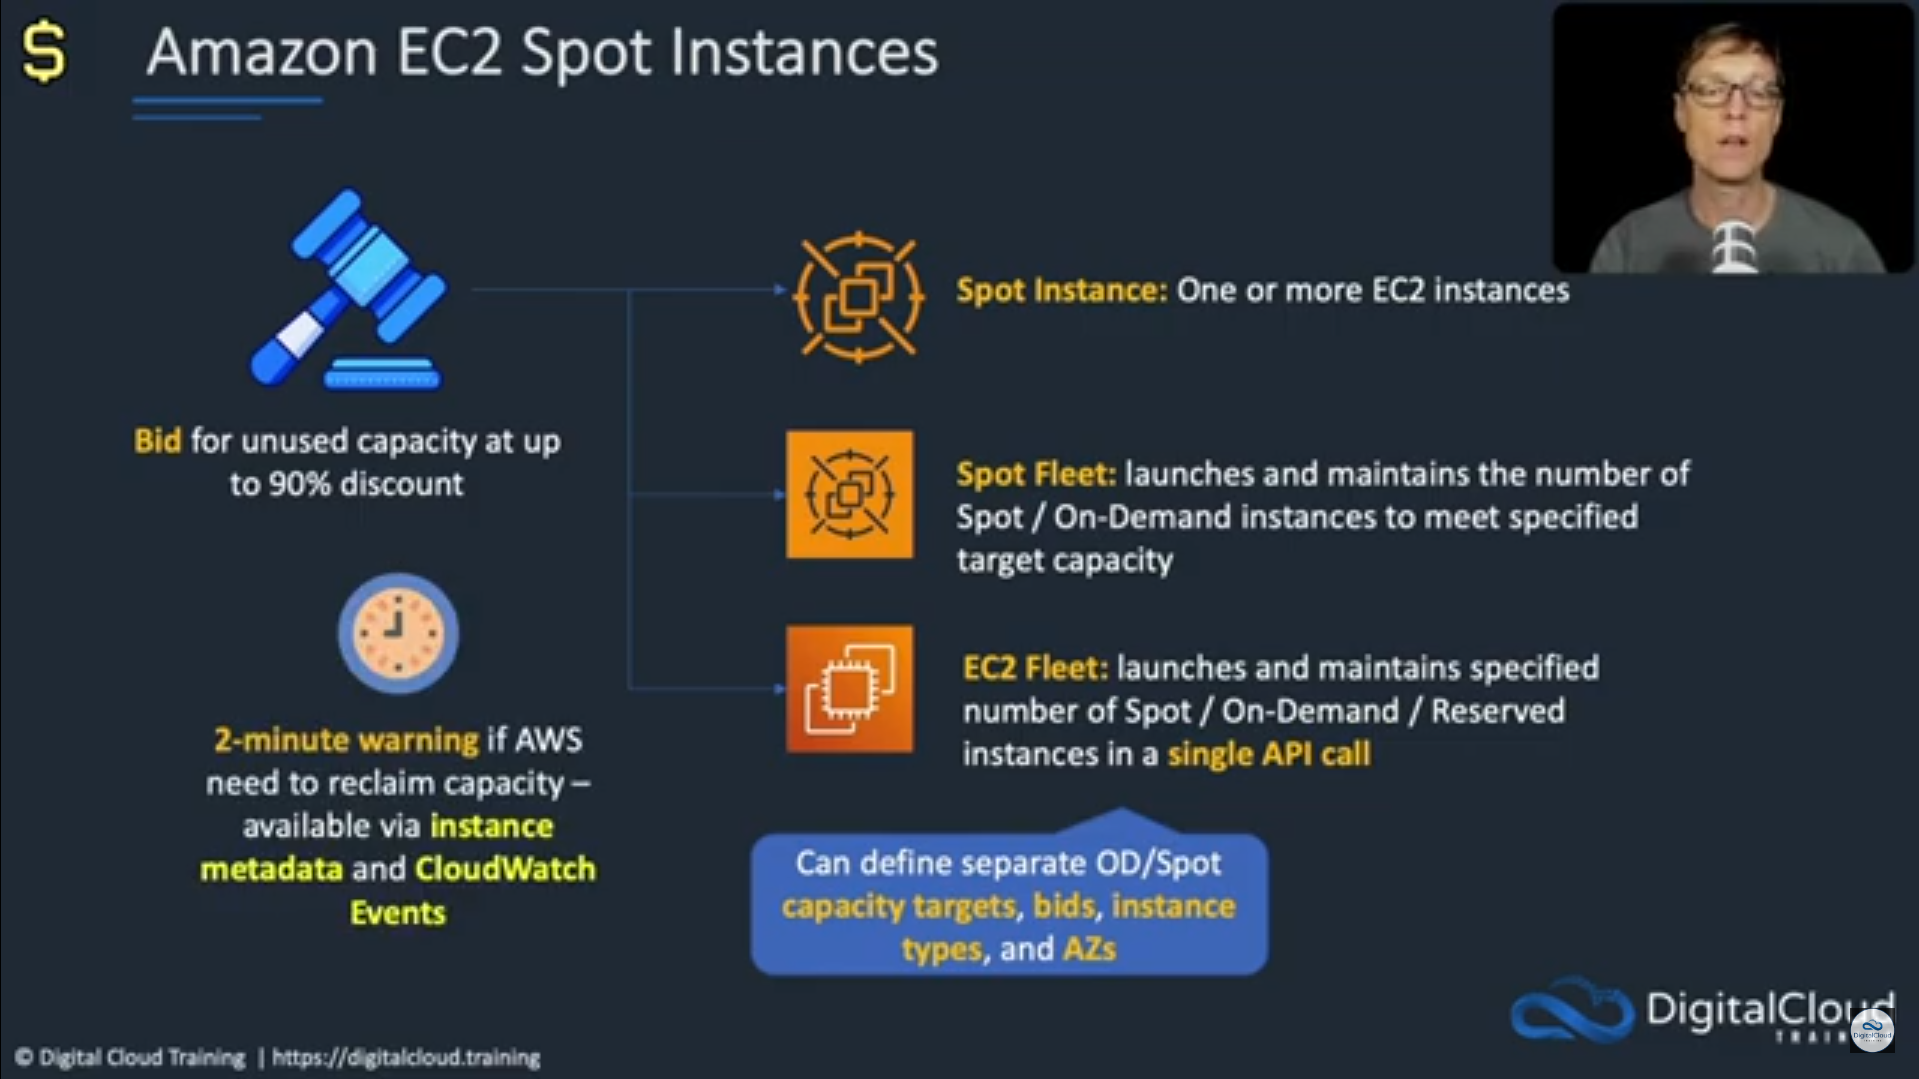 $ Amazon EC2 Spot Instances
Bid for unused capacity at up
to 90% discount
2-minute warning if AWS
need to reclaim capacity –
available via instance
metadata and CloudWatch
Events
Spot Instance: One or more EC2 instances
Spot Fleet: launches and maintains the number of
Spot / On-Demand instances to meet specified
target capacity
EC2 Fleet: launches and maintains specified
number of Spot / On-Demand / Reserved
instances in a single API call
Can define separate OD/Spot
capacity targets, bids, instance
types, and AZs
DigitalCloud
© Digital Cloud Training | https://digitalcloud.training